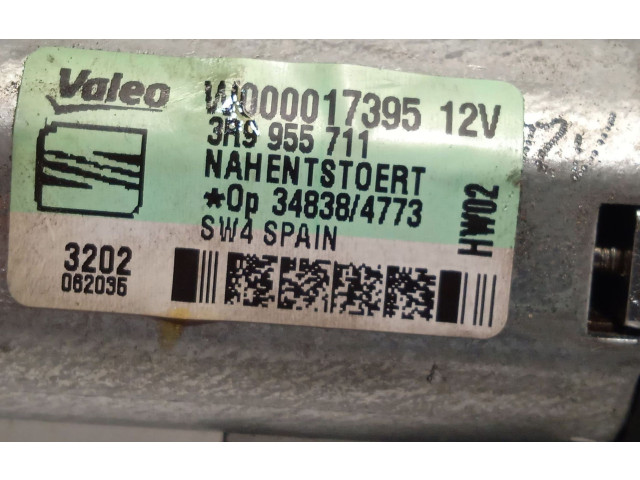 Valeo
W000017395 12V
3R9 955 711
NAHENTSTOERT
*Op 34838/4773
SW4 SPAIN
HW02
3202
062035